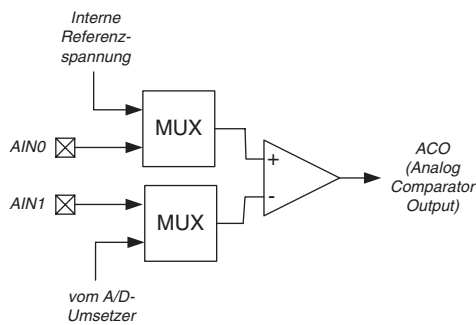 Interne
Referenz-
spannung
MUX
AIN0
ACO
(Analog
Comparator
Output)
+
-
AIN1
MUX
vom A/D-
Umsetzer